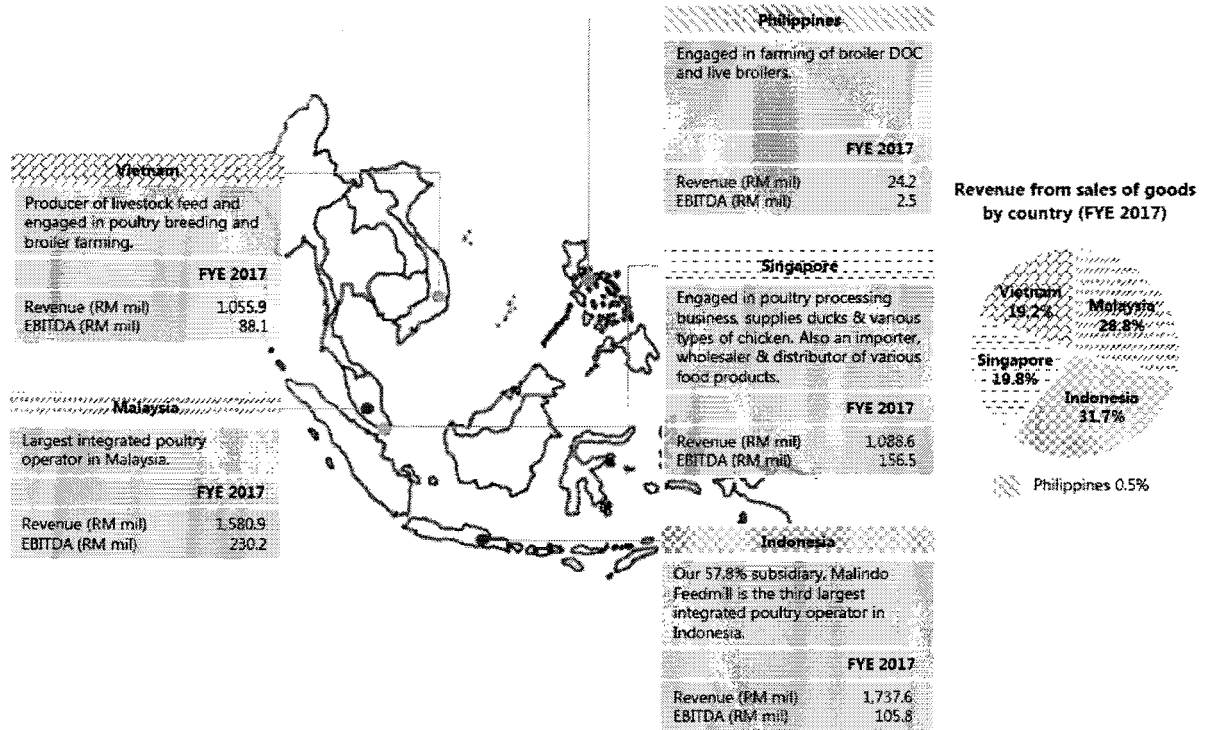 Philippines
Engaged in farming of broiler DOC
and live broilers.
FYE 2017
Revenue (RM mil) 24.2
EBITDA (RM mil) 2.5
Vietnam
Producer of livestock feed and
engaged in poultry breeding and
broiler farming.
FYE 2017
Revenue (RM mil) 1,055.9
EBITDA (RM mil) 88.1
Singapore
Engaged in poultry processing
business, supplies ducks & various
types of chicken. Also an importer,
wholesaler & distributor of various
food products.
FYE 2017
Revenue (RM mil) 1,088.6
EBITDA (RM mil) 156.5
Malaysia
Largest integrated poultry
operator in Malaysia.
FYE 2017
Revenue (RM mil) 1,580.9
EBITDA (RM mil) 230.2
Indonesia
Our 57.8% subsidiary, Malindo
Feedmill is the third largest
integrated poultry operator in
Indonesia.
FYE 2017
Revenue (RM mil) 1,737.6
EBITDA (RM mil) 105.8
Revenue from sales of goods
by country (FYE 2017)
Vietnam
19.2%
Malaysia
28.8%
Singapore
19.8%
Indonesia
31.7%
Philippines 0.5%